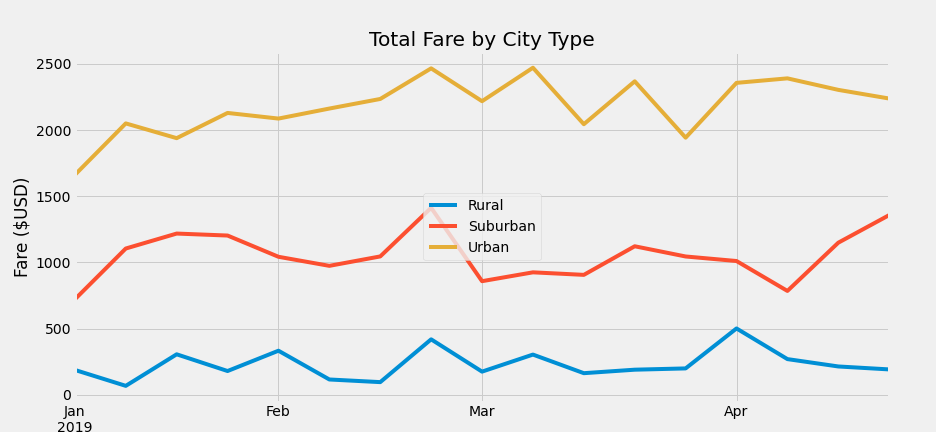 Total Fare by City Type
Fare ($USD)
2500
2000
1500
1000
500
0
Rural
Suburban
Urban
Jan
2019
Feb
Mar
Apr